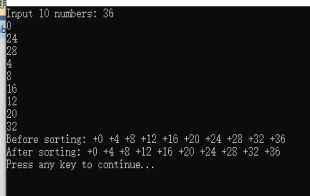 Input 10 numbers: 36
0
24
28
4
8
16
12
20
32
Before sorting: +0 +4 +8 +12 +16 +20 +24 +28 +32 +36
After sorting: +0 +4 +8 +12 +16 +20 +24 +28 +32 +36
Press any key to continue...